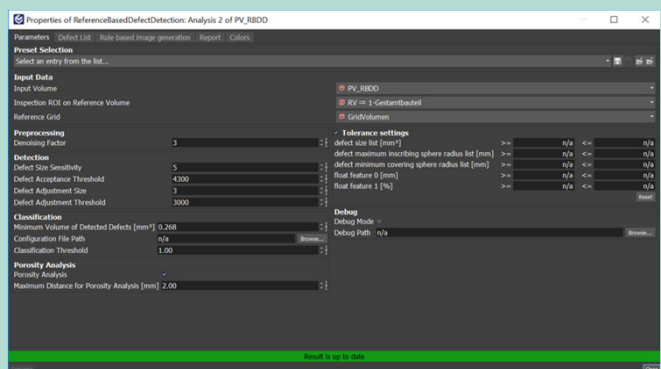 Properties of ReferenceBasedDefectDetection: Analysis 2 of PV_RBDD
Parameters Defect List Rule based image generation Report Colors
Preset Selection
Select an entry from the list...
Input Data
Input Volume PV_RBDD
Inspection ROI on Reference Volume RV ⇨ 1-Gestamtbauteil
Reference Grid GridVolumen
Preprocessing
Denoising Factor 3
Detection
Defect Size Sensitivity 5
Defect Acceptance Threshold 4300
Defect Adjustment Size 3
Defect Adjustment Threshold 3000
Classification
Minimum Volume of Detected Defects [mm³] 0.268
Configuration File Path n/a Browse...
Classification Threshold 1.00
Porosity Analysis
Porosity Analysis
Maximum Distance for Porosity Analysis [mm] 2.00
Tolerance settings
defect size list [mm³] >= n/a <= n/a
defect maximum inscribing sphere radius list [mm] >= n/a <= n/a
defect minimum covering sphere radius list [mm] >= n/a <= n/a
float feature 0 [mm] >= n/a <= n/a
float feature 1 [%] >= n/a <= n/a
Reset
Debug
Debug Mode
Debug Path n/a Browse...
Result is up to date